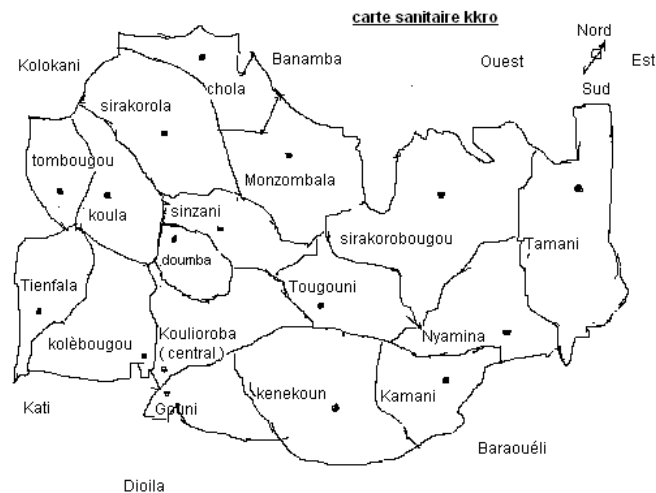 carte sanitaire kkro
Nord
Kolokani
Banamba
Ouest
Est
Sud
chola
sirakorola
tombougou
Monzombala
koula
sinzani
sirakorobougou
Tamani
doumba
Tienfala
Tougouni
kolèbougou
Koulioroba
(central)
Nyamina
Gouni
kenekoun
Kamani
Kati
Baraouéli
Dioila